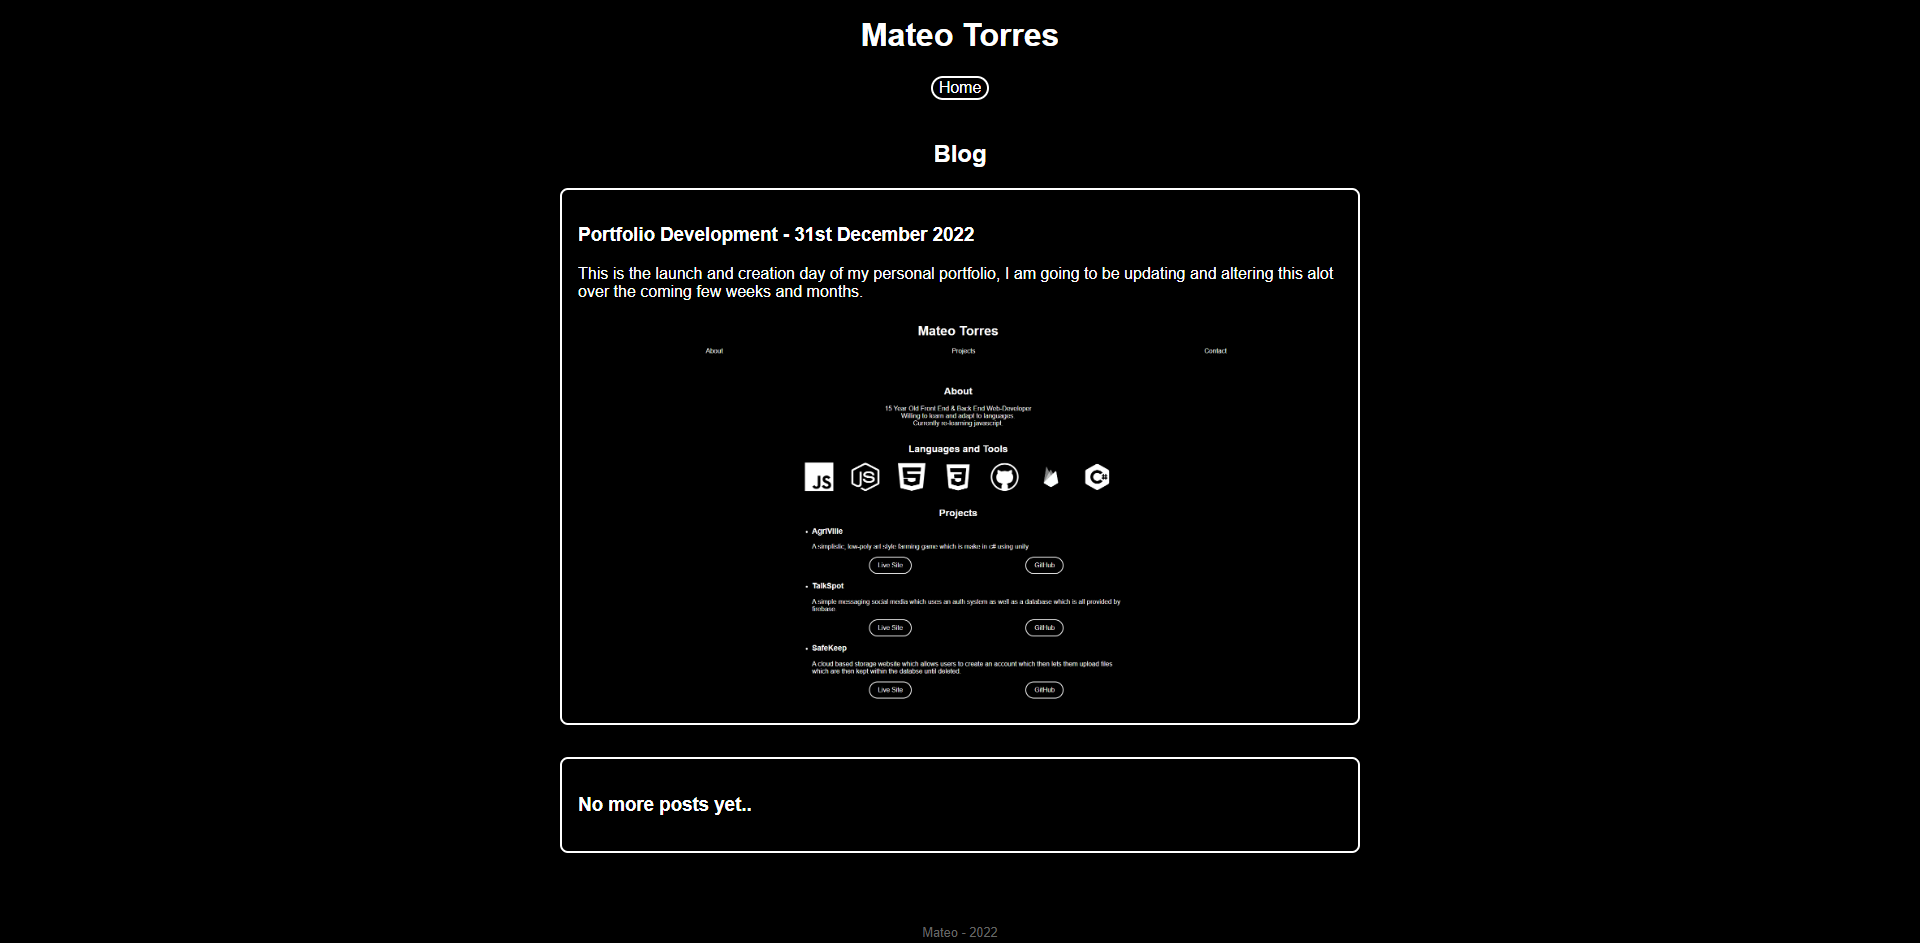 Mateo Torres
Home
Blog
Portfolio Development - 31st December 2022
This is the launch and creation day of my personal portfolio, I am going to be updating and altering this alot
over the coming few weeks and months.
Mateo Torres
About Projects Contact
About
15 Year Old Front End & Back End Web-Developer
Willing to learn and adapt to languages.
Currently re-learning javascript.
Languages and Tools
JS JS 5 3 C#
Projects
• AgriVille
A simplistic, low-poly art style farming game which is make in c# using unity
Live Site GitHub
• TalkSpot
A simple messaging social media which uses an auth system as well as a database which is all provided by
firebase
Live Site GitHub
• SafeKeep
A cloud based storage website which allows users to create an account which then lets them upload files
which are then kept within the databse until deleted.
Live Site GitHub
No more posts yet..
Mateo - 2022